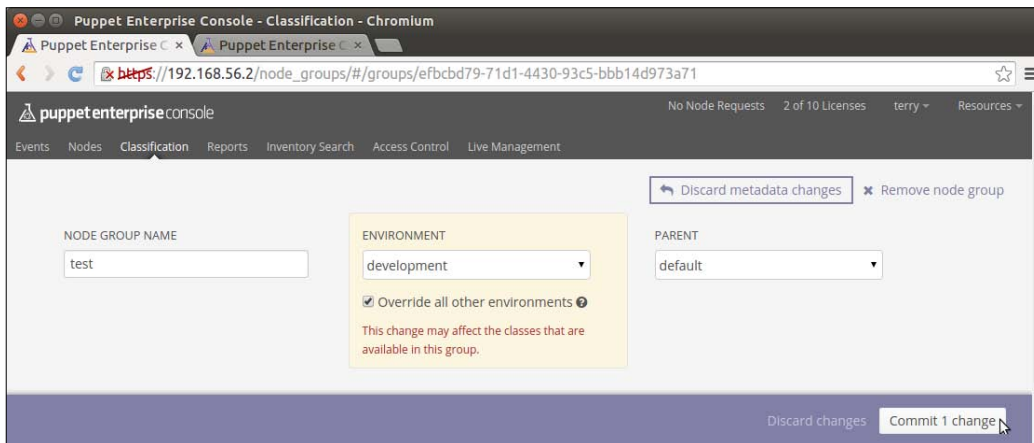 Puppet Enterprise Console - Classification - Chromium
Puppet Enterprise C × Puppet Enterprise C ×
https://192.168.56.2/node_groups/#/groups/efbcbd79-71d1-4430-93c5-bbb14d973a71
puppet enterprise console No Node Requests 2 of 10 Licenses terry Resources
Events Nodes Classification Reports Inventory Search Access Control Live Management
Discard metadata changes Remove node group
NODE GROUP NAME ENVIRONMENT PARENT
test development default
Override all other environments ?
This change may affect the classes that are
available in this group.
Discard changes Commit 1 change